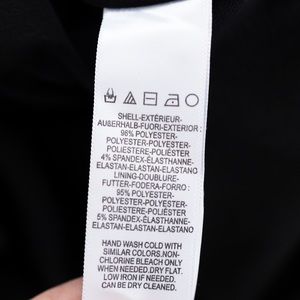 SHELL-EXTÉRIEUR-
AUßERHALB-FUORI-EXTERIOR :
96% POLYESTER-
POLYESTER-POLYESTER-
POLIESTERE-POLIESTER
4% SPANDEX-ÉLASTHANNE-
ELASTAN-ELASTAN-ELASTANO
LINING-DOUBLURE-
FUTTER-FODERA-FORRO :
95% POLYESTER-
POLYESTER-POLYESTER-
POLIESTERE-POLIESTER
5% SPANDEX-ÉLASTHANNE-
ELASTAN-ELASTAN-ELASTANO
HAND WASH COLD WITH
SIMILAR COLORS.NON-
CHLORINE BLEACH ONLY
WHEN NEEDED.DRY FLAT.
LOW IRON IF NEEDED.
CAN BE DRY CLEANED